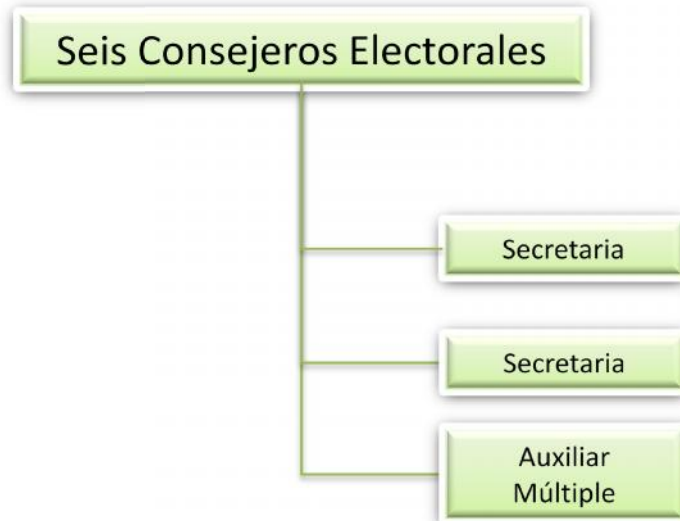 Seis Consejeros Electorales
Secretaria
Secretaria
Auxiliar
Múltiple